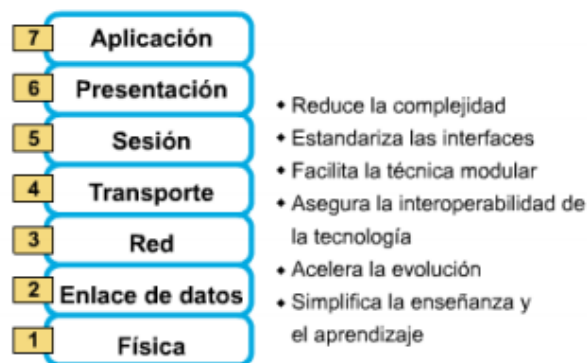 7 Aplicación
6 Presentación
5 Sesión
4 Transporte
3 Red
2 Enlace de datos
1 Física
◆ Reduce la complejidad
◆ Estandariza las interfaces
◆ Facilita la técnica modular
◆ Asegura la interoperabilidad de
la tecnología
◆ Acelera la evolución
◆ Simplifica la enseñanza y
el aprendizaje